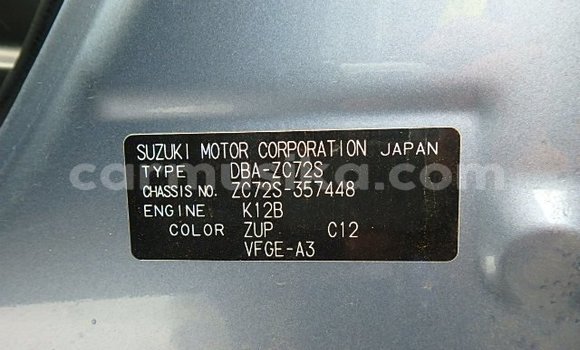 SUZUKI MOTOR CORPORATION JAPAN
TYPE DBA-ZC72S
CHASSIS NO. ZC72S-357448
ENGINE K12B
COLOR ZUP C12
VFGE-A3